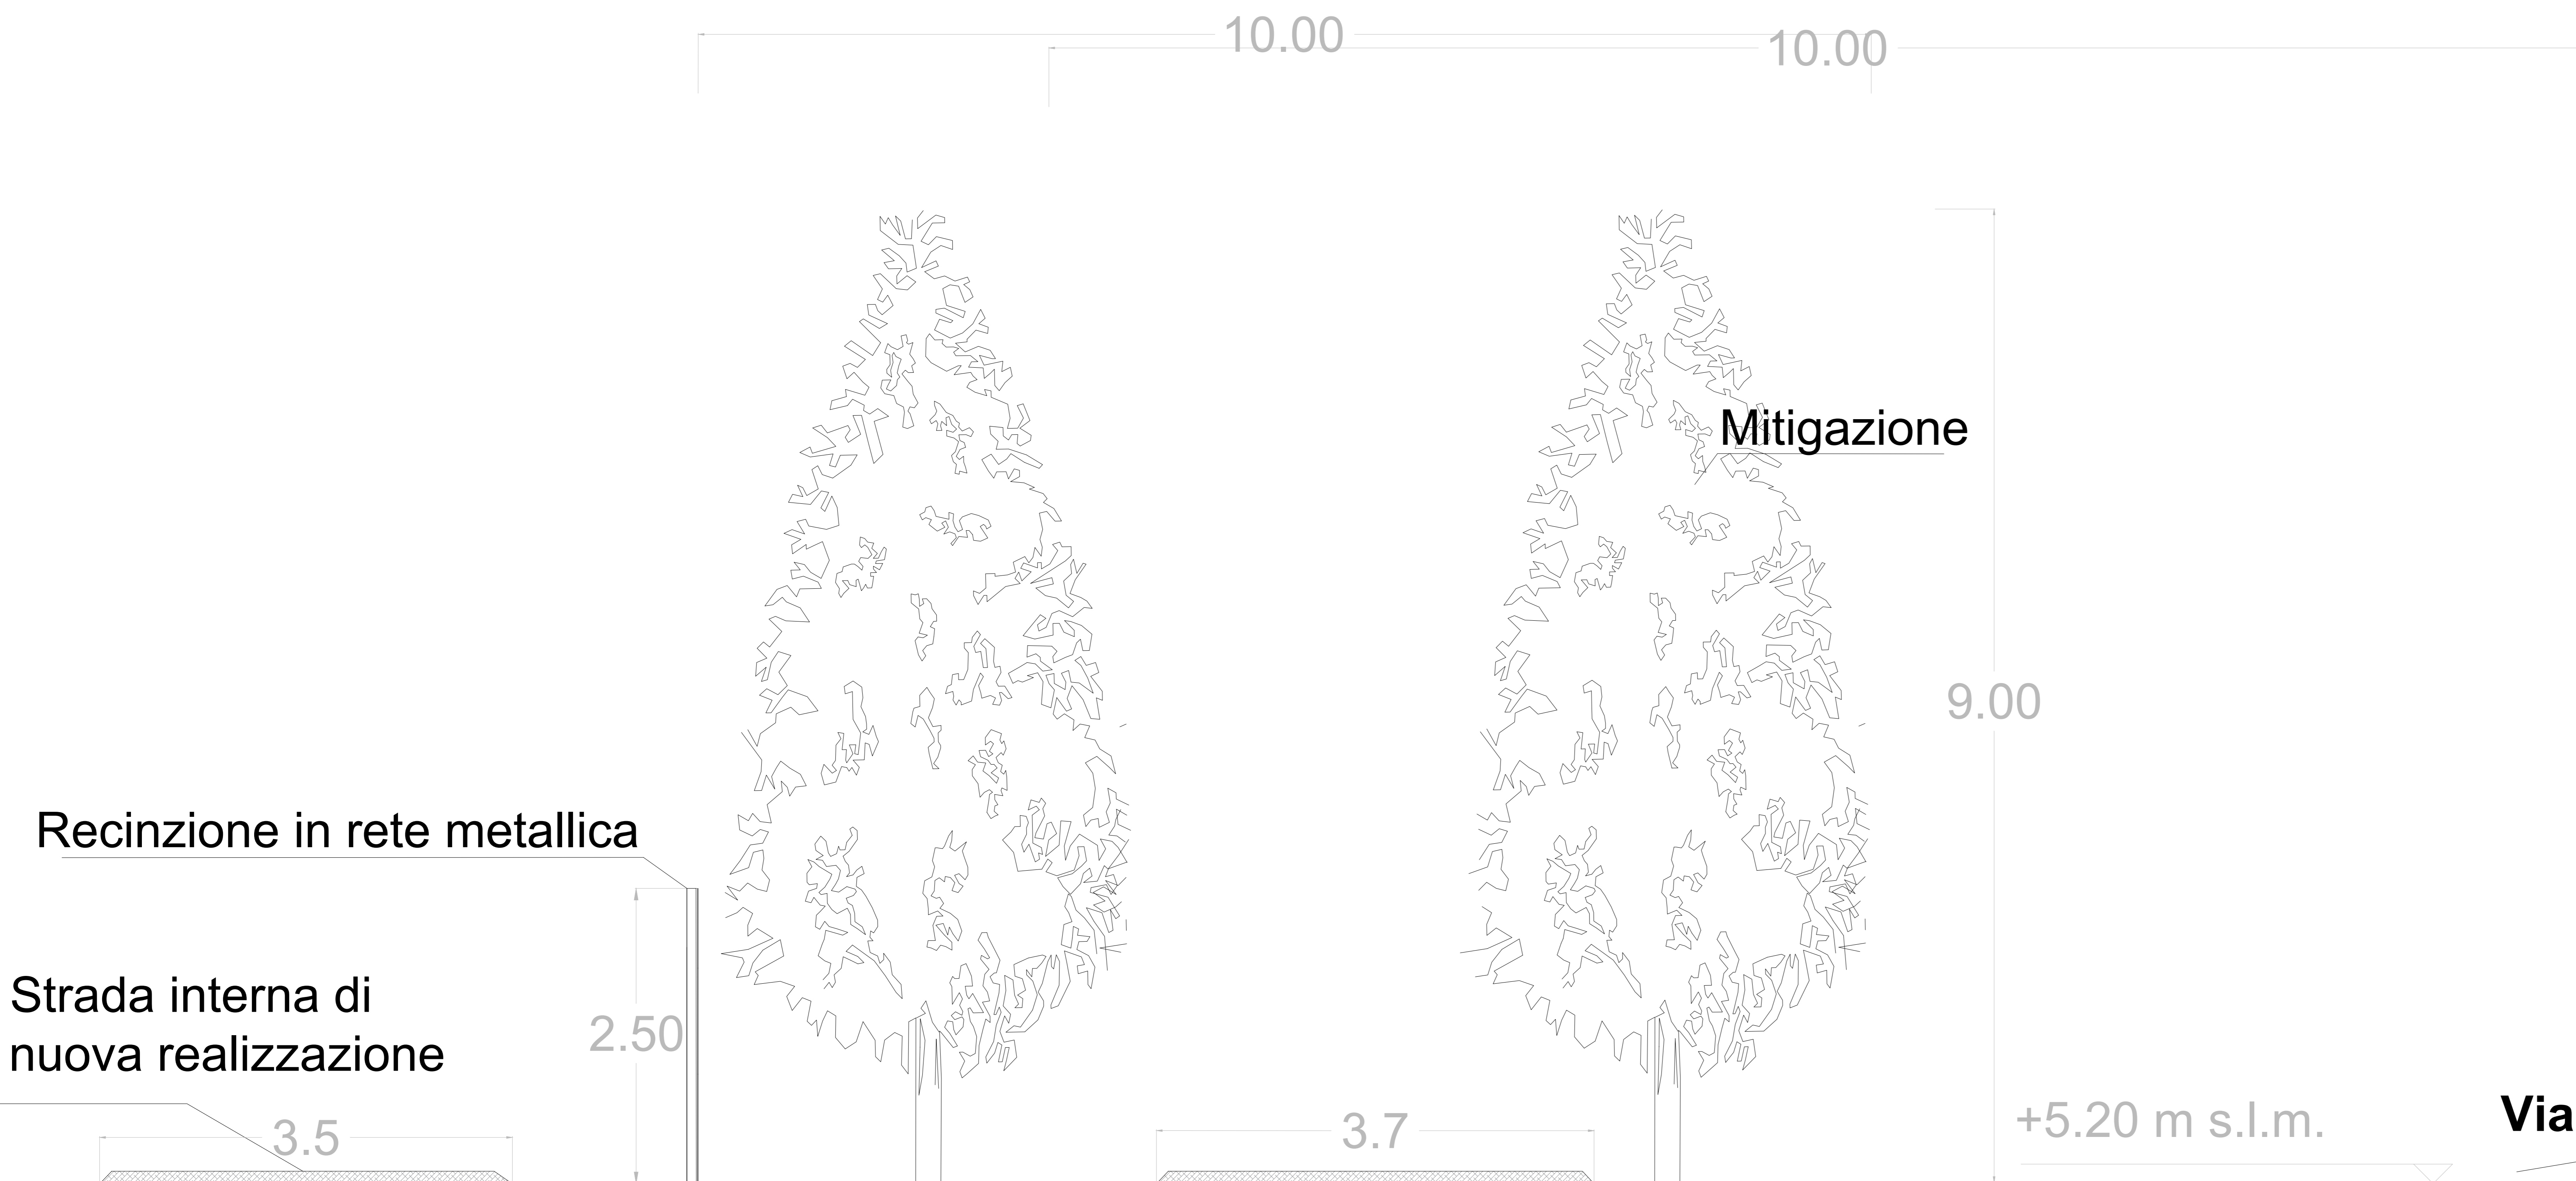 10.00
10.00
Mitigazione
9.00
Recinzione in rete metallica
Strada interna di
nuova realizzazione
2.50
3.5
3.7
+5.20 m s.l.m.
Via